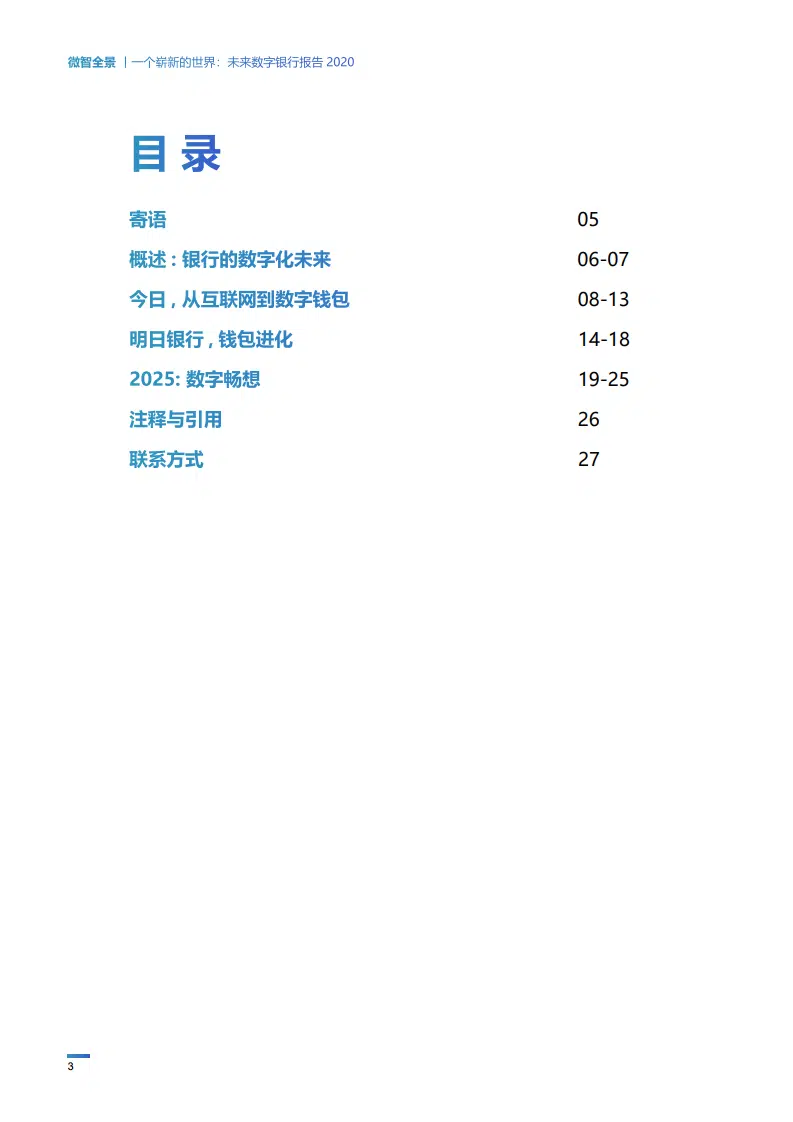 微智全景 | 一个崭新的世界：未来数字银行报告 2020
目 录
寄语 05
概述 : 银行的数字化未来 06-07
今日 , 从互联网到数字钱包 08-13
明日银行 , 钱包进化 14-18
2025: 数字畅想 19-25
注释与引用 26
联系方式 27
3